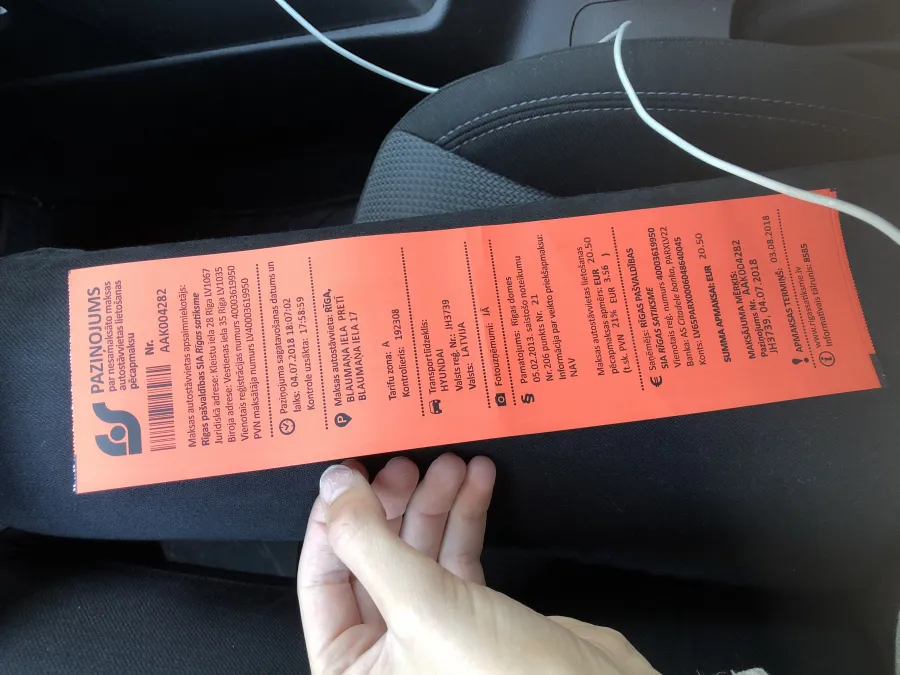 PAZIŅOJUMS
par nesamaksāto maksas
autostāvvietas lietošanas
pēcapmaksu
Nr.
AAK004282
Maksas autostāvvietas apsaimniekotājs:
Rīgas pašvaldības SIA Rīgas satiksme
Juridiskā adrese: Kleistu iela 28 Rīga LV1067
Biroja adrese: Vestienas iela 35 Rīga LV1035
Vienotais reģistrācijas numurs 40003619950
PVN maksātāja numurs LV40003619950
Paziņojuma sagatavošanas datums un
laiks: 04.07.2018 18:07:02
Kontrole uzsākta: 17:58:59
Maksas autostāvvieta: RĪGA,
BLAUMAŅA IELA PRETĪ
BLAUMAŅA IELA 17
Tarifu zona: A
Kontrolieris: 192308
Transportlīdzeklis:
HYUNDAI
Valsts reģ. Nr. JH3739
Valsts: LATVIJA
Fotouzņēmumi: JĀ
Pamatojums: Rīgas domes
05.02.2013. saistošo noteikumu
Nr.206 punkts Nr. 21
Informācija par velkto priekšapmaksu:
NAV
Maksas autostāvvietas lietošanas
pēcapmaksas apmērs: EUR 20.50
(t.sk. PVN 21% EUR 3.56 )
Saņēmējs: RĪGAS PAŠVALDĪBAS
SIA RĪGAS SATIKSME 40003619950
Vienotais reģ. numurs
Banka: AS Citadele banka, PARXLV22
Konts: LV65PARX0006048640045
SUMMA APMAKSAI: EUR 20.50
MAKSĀJUMA MĒRĶIS:
Paziņojums Nr. AAK004282
JH3739, 04.07.2018
APMAKSAS TERMIŅŠ: 03.08.2018
www.rigassatiksme.lv
Informatīvais tālrunis: 8585